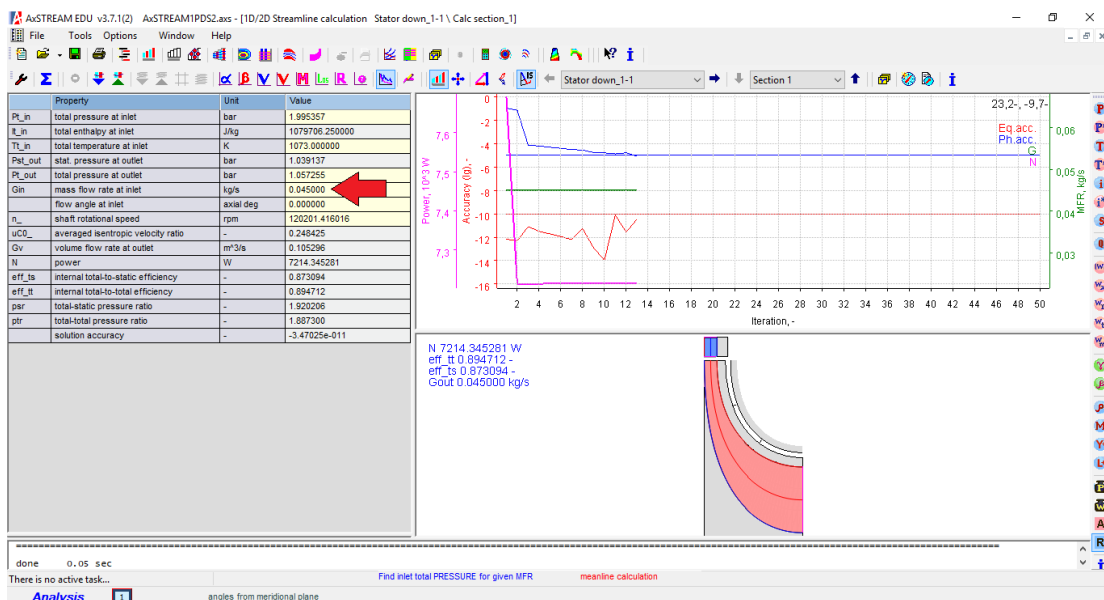 AxSTREAM EDU v3.7.1(2) AxSTREAM1PDS2.axs - [1D/2D Streamline calculation Stator down_1-1 \ Calc section_1]
File Tools Options Window Help
Stator down_1-1 Section 1
Property Unit Value
Pt_in total pressure at inlet bar 1.995357
It_in total enthalpy at inlet J/kg 1079706.250000
Tt_in total temperature at inlet K 1073.000000
Pst_out stat. pressure at outlet bar 1.039137
Pt_out total pressure at outlet bar 1.057255
Gin mass flow rate at inlet kg/s 0.045000
flow angle at inlet axial deg 0.000000
n_ shaft rotational speed rpm 120201.416016
uC0_ averaged isentropic velocity ratio - 0.248425
Gv volume flow rate at outlet m^3/s 0.105296
N power W 7214.345281
eff_ts internal total-to-static efficiency - 0.873094
eff_tt internal total-to-total efficiency - 0.894712
psr total-static pressure ratio - 1.920206
ptr total-total pressure ratio - 1.887300
solution accuracy - -3.47025e-011
23,2-, -9,7-
Eq.acc.
Ph.acc.
G
N
Power, 10^3 W
7,6
7,5
7,4
7,3
Accuracy (lg), -
0
-2
-4
-6
-8
-10
-12
-14
-16
0,06
0,05
0,04
0,03
MFR, kg/s
2 4 6 8 10 12 14 16 18 20 22 24 26 28 30 32 34 36 38 40 42 44 46 48 50
Iteration, -
N 7214.345281 W
eff_tt 0.894712 -
eff_ts 0.873094 -
Gout 0.045000 kg/s
done 0.05 sec
There is no active task... Find inlet total PRESSURE for given MFR meanline calculation
Analysis 1 angles from meridional plane